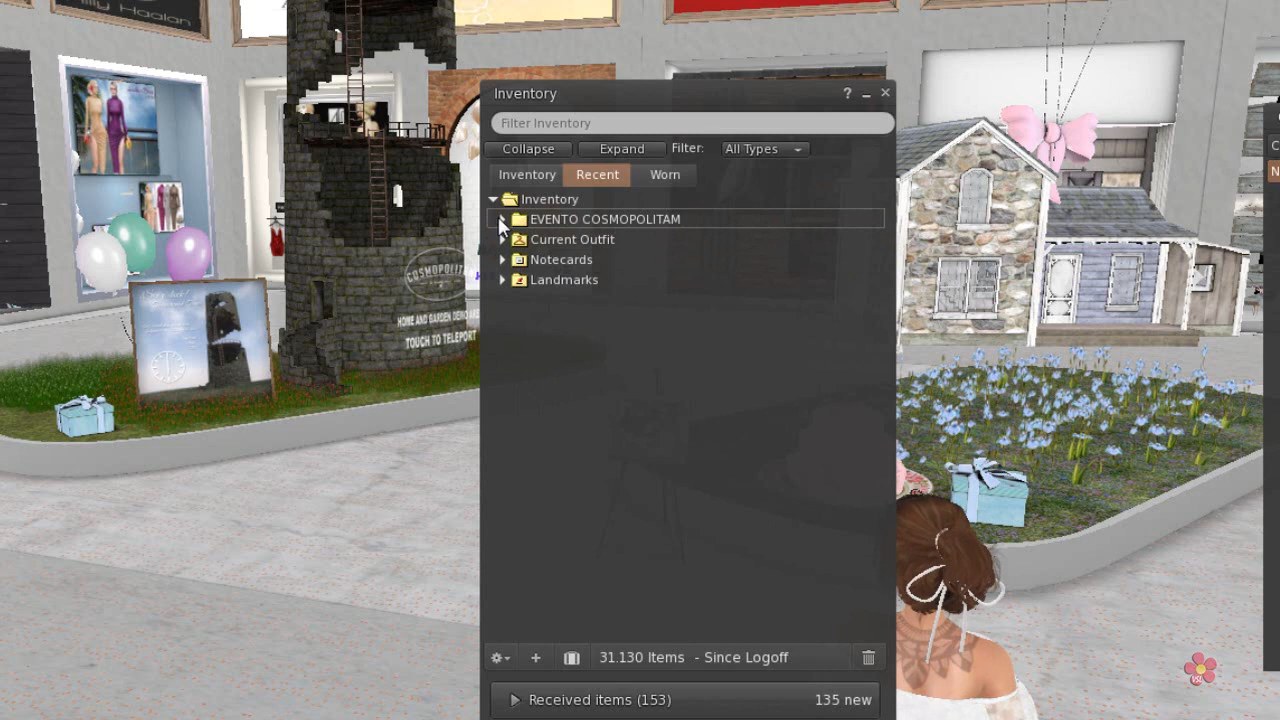 Inventory
?
Filter Inventory
Collapse
Expand
Filter:
All Types
Inventory
Recent
Worn
Inventory
EVENTO COSMOPOLITAM
Current Outfit
Notecards
Landmarks
31.130 Items - Since Logoff
Received items (153)
135 new
HOME AND GARDEN DEMO
TOUCH TO TELEPORT
VSL